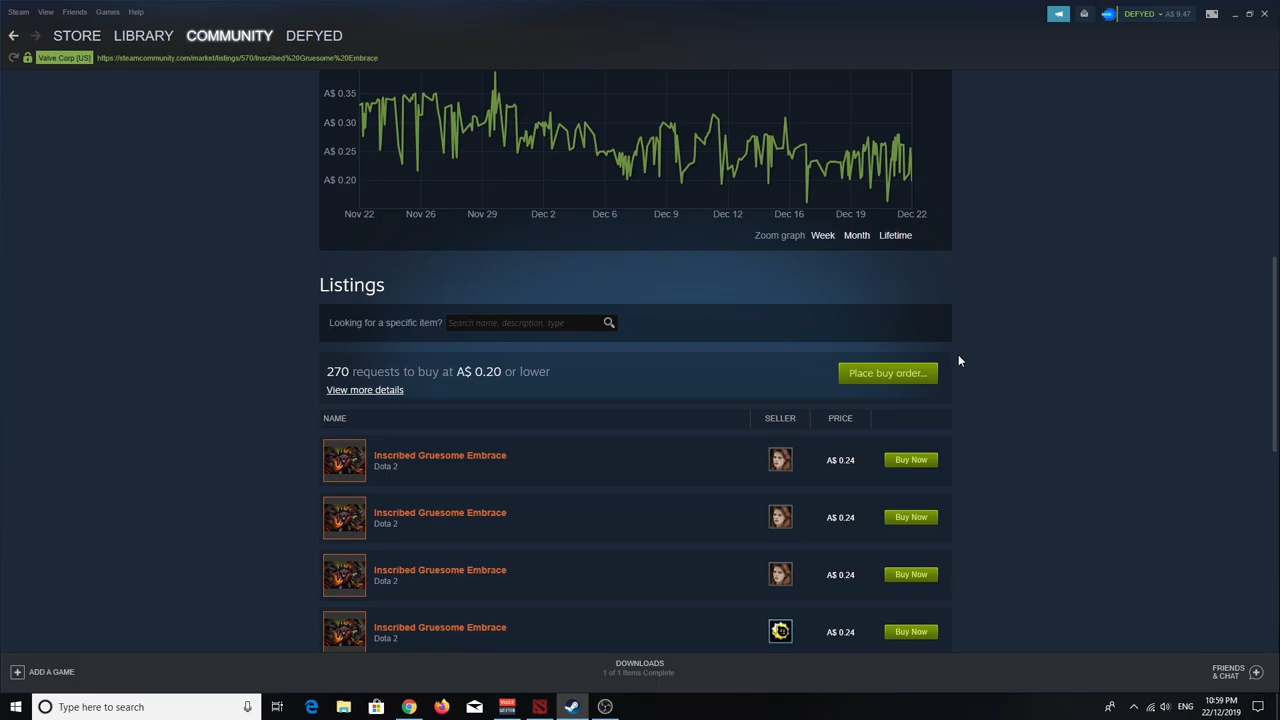 Steam View Friends Games Help
DEFYED A$ 9.47
STORE LIBRARY COMMUNITY DEFYED
Valve Corp [US] https://steamcommunity.com/market/listings/570/Inscribed%20Gruesome%20Embrace
A$ 0.35
A$ 0.30
A$ 0.25
A$ 0.20
Nov 22 Nov 26 Nov 29 Dec 2 Dec 6 Dec 9 Dec 12 Dec 16 Dec 19 Dec 22
Zoom graph Week Month Lifetime
Listings
Looking for a specific item? Search name, description, type
270 requests to buy at A$ 0.20 or lower
Place buy order...
View more details
NAME SELLER PRICE
Inscribed Gruesome Embrace
Dota 2
A$ 0.24 Buy Now
Inscribed Gruesome Embrace
Dota 2
A$ 0.24 Buy Now
Inscribed Gruesome Embrace
Dota 2
A$ 0.24 Buy Now
Inscribed Gruesome Embrace
Dota 2
A$ 0.24 Buy Now
ADD A GAME
DOWNLOADS
1 of 1 Items Complete
FRIENDS
& CHAT
Type here to search
ENG
10:59 PM
22/12/2019